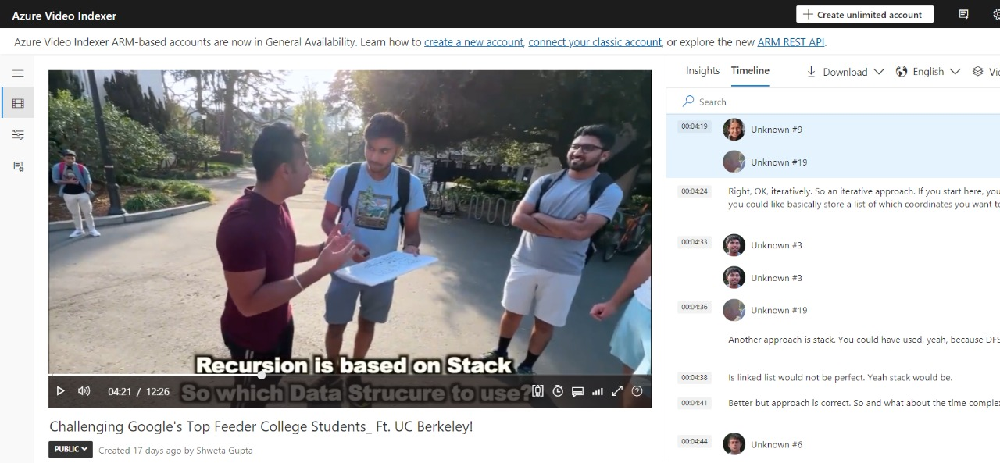 Azure Video Indexer
Create unlimited account
Azure Video Indexer ARM-based accounts are now in General Availability. Learn how to create a new account, connect your classic account, or explore the new ARM REST API.
Insights Timeline Download English Vie
Search
00:04:19 Unknown #9
Unknown #19
00:04:24 Right, OK, iteratively. So an iterative approach. If you start here, you
you could like basically store a list of which coordinates you want to
00:04:33 Unknown #3
Unknown #3
00:04:36 Unknown #19
Another approach is stack. You could have used, yeah, because DFS
00:04:38 Is linked list would not be perfect. Yeah stack would be.
00:04:41 Better but approach is correct. So and what about the time complex
00:04:44 Unknown #6
Recursion is based on Stack
So which Data Strucure to use?
04:21 / 12:26
Challenging Google's Top Feeder College Students_ Ft. UC Berkeley!
PUBLIC Created 17 days ago by Shweta Gupta